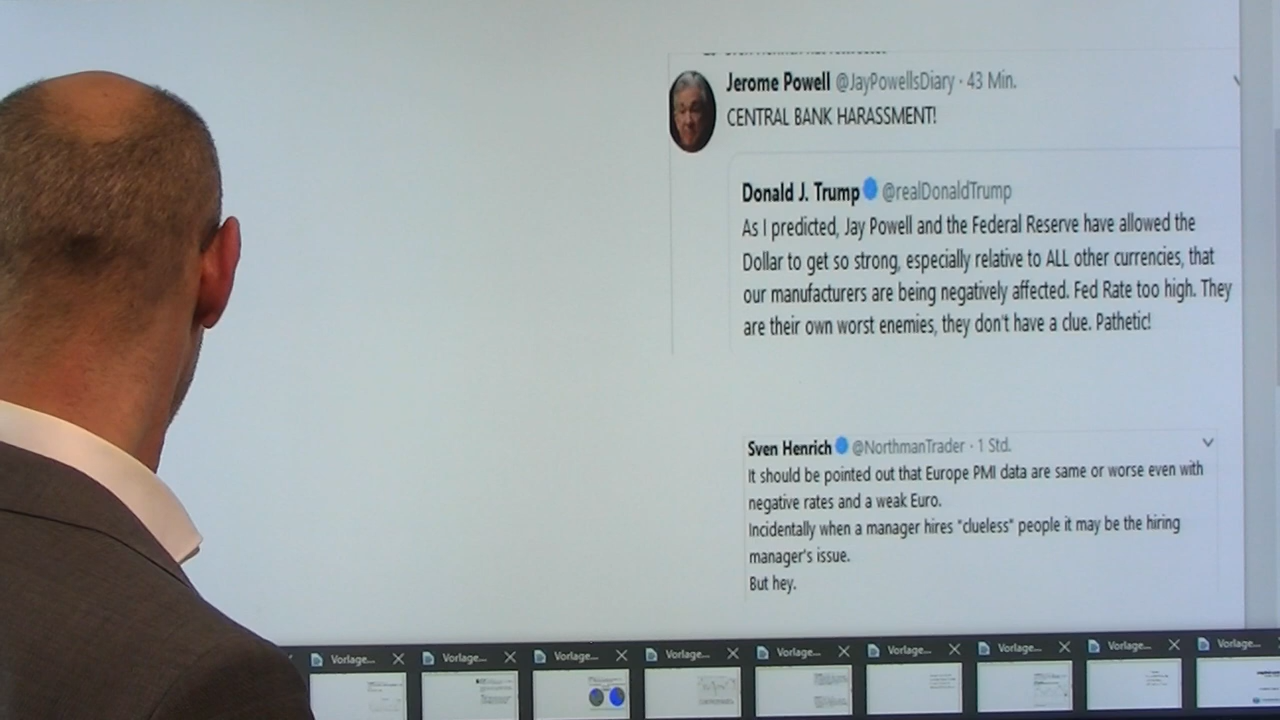 Jerome Powell @JayPowellsDiary · 43 Min.
CENTRAL BANK HARASSMENT!
Donald J. Trump @realDonaldTrump
As I predicted, Jay Powell and the Federal Reserve have allowed the
Dollar to get so strong, especially relative to ALL other currencies, that
our manufacturers are being negatively affected. Fed Rate too high. They
are their own worst enemies, they don't have a clue. Pathetic!
Sven Henrich @NorthmanTrader · 1 Std.
It should be pointed out that Europe PMI data are same or worse even with
negative rates and a weak Euro.
Incidentally when a manager hires "clueless" people it may be the hiring
manager's issue.
But hey.
Vorlage... Vorlage... Vorlage... Vorlage... Vorlage... Vorlage... Vorlage... Vorlage... Vorlage...